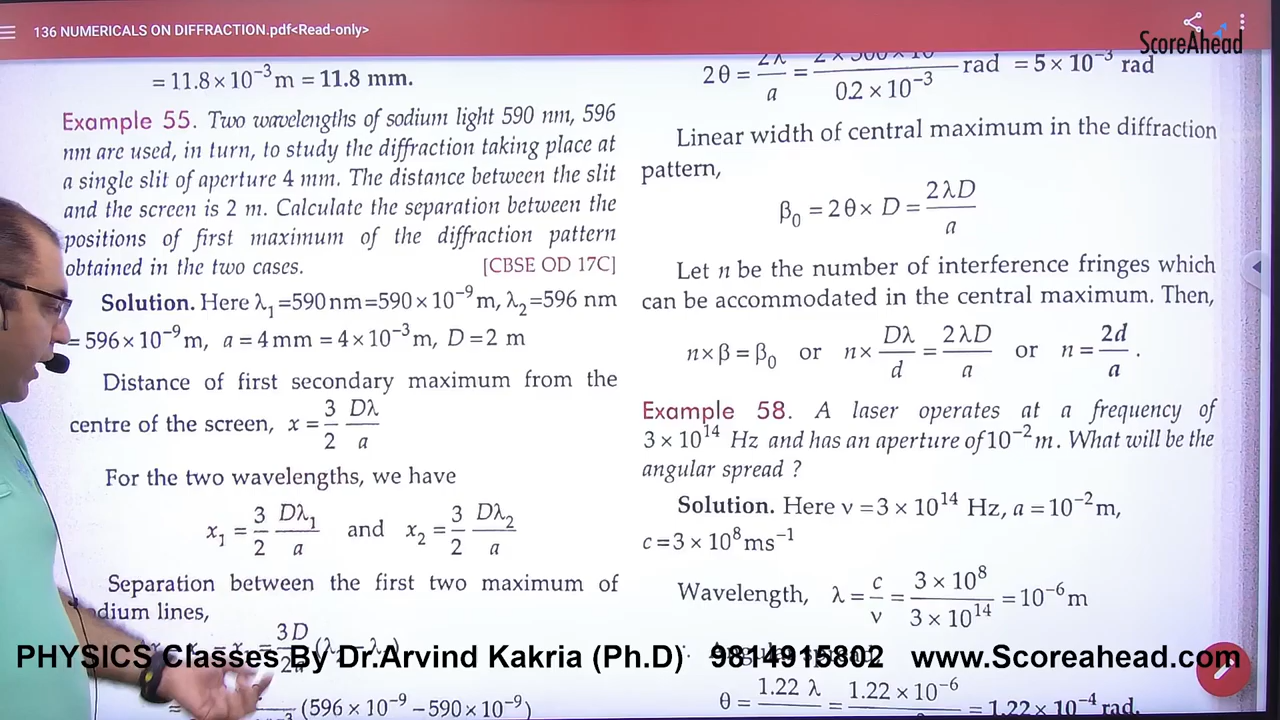 136 NUMERICALS ON DIFFRACTION.pdf<Read-only>
ScoreAhead
= 11.8 × 10⁻³ m = 11.8 mm.
Example 55. Two wavelengths of sodium light 590 nm, 596
nm are used, in turn, to study the diffraction taking place at
a single slit of aperture 4 mm. The distance between the slit
and the screen is 2 m. Calculate the separation between the
positions of first maximum of the diffraction pattern
obtained in the two cases. [CBSE OD 17C]
Solution. Here λ₁ =590 nm=590 × 10⁻⁹ m, λ₂ =596 nm
= 596× 10⁻⁹ m, a = 4 mm = 4× 10⁻³ m, D = 2 m
Distance of first secondary maximum from the
centre of the screen, x = 3/2 Dλ/a
For the two wavelengths, we have
x₁ = 3/2 Dλ₁/a and x₂ = 3/2 Dλ₂/a
Separation between the first two maximum of
dium lines,
= 3D
(596 × 10⁻⁹ – 590 × 10⁻⁹)
2θ = 2λ/a = / 0.2 × 10⁻³ rad = 5 × 10⁻³ rad
Linear width of central maximum in the diffraction
pattern,
β₀ = 2θ × D = 2λD/a
Let n be the number of interference fringes which
can be accommodated in the central maximum. Then,
n × β = β₀ or n × Dλ/d = 2λD/a or n = 2d/a .
Example 58. A laser operates at a frequency of
3 × 10¹⁴ Hz and has an aperture of 10⁻² m. What will be the
angular spread ?
Solution. Here ν = 3 × 10¹⁴ Hz, a = 10⁻² m,
c = 3 × 10⁸ ms⁻¹
Wavelength, λ = c/ν = 3 × 10⁸ / 3 × 10¹⁴ = 10⁻⁶ m
Angular spread,
θ = 1.22 λ = 1.22 × 10⁻⁶ = 1.22 × 10⁻⁴ rad.
PHYSICS Classes By Dr.Arvind Kakria (Ph.D) 9814915802 www.Scoreahead.com